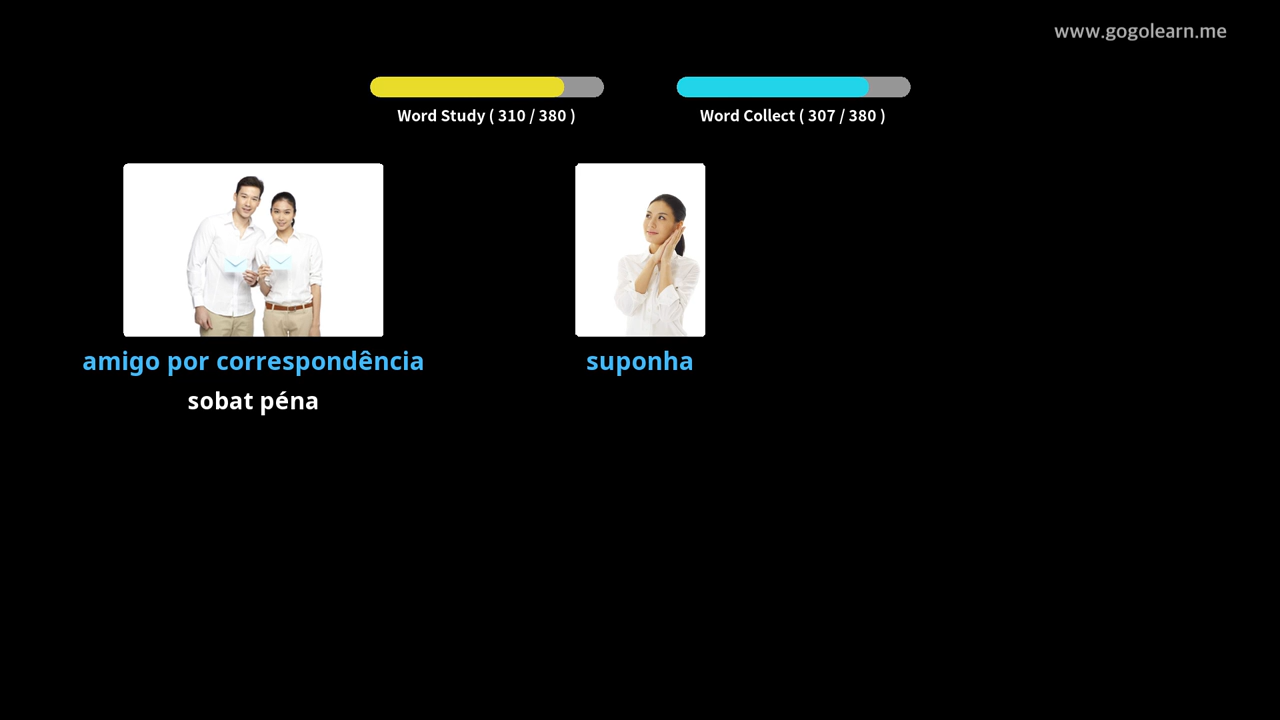 www.gogolearn.me
Word Study ( 310 / 380 )
Word Collect ( 307 / 380 )
amigo por correspondência
sobat péna
suponha